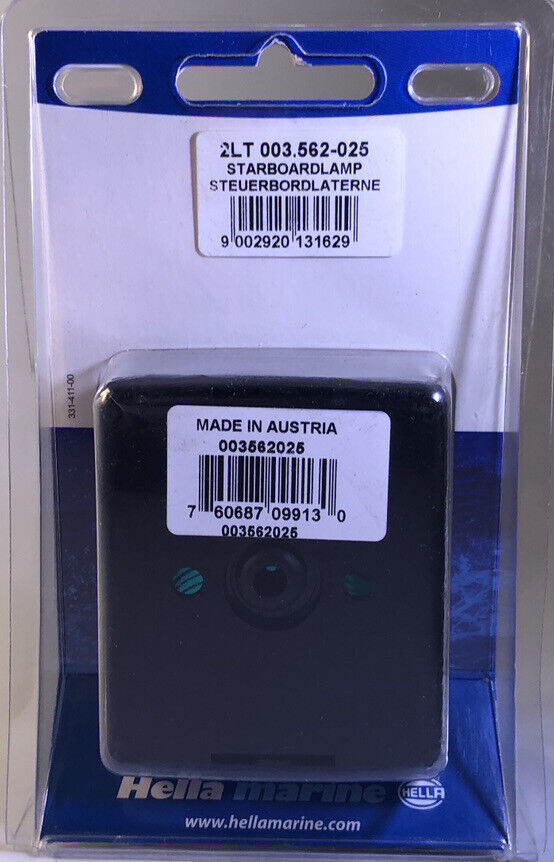 2LT 003.562-025
STARBOARDLAMP
STEUERBORDLATERNE
9 002920 131629
331-411-00
MADE IN AUSTRIA
003562025
7 60687 09913 0
003562025
Hella marine HELLA
www.hellamarine.com